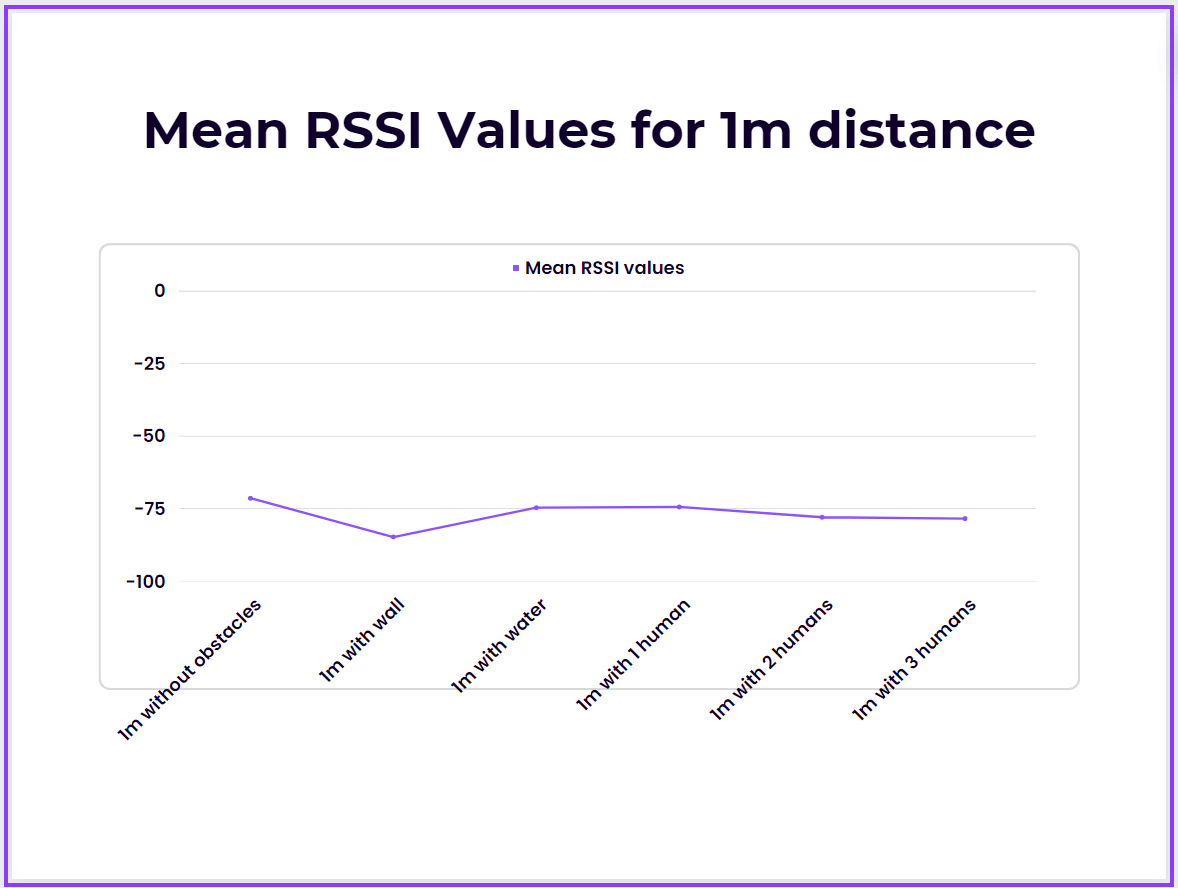 Mean RSSI Values for 1m distance
Mean RSSI values
0
-25
-50
-75
-100
1m without obstacles
1m with wall
1m with water
1m with 1 human
1m with 2 humans
1m with 3 humans